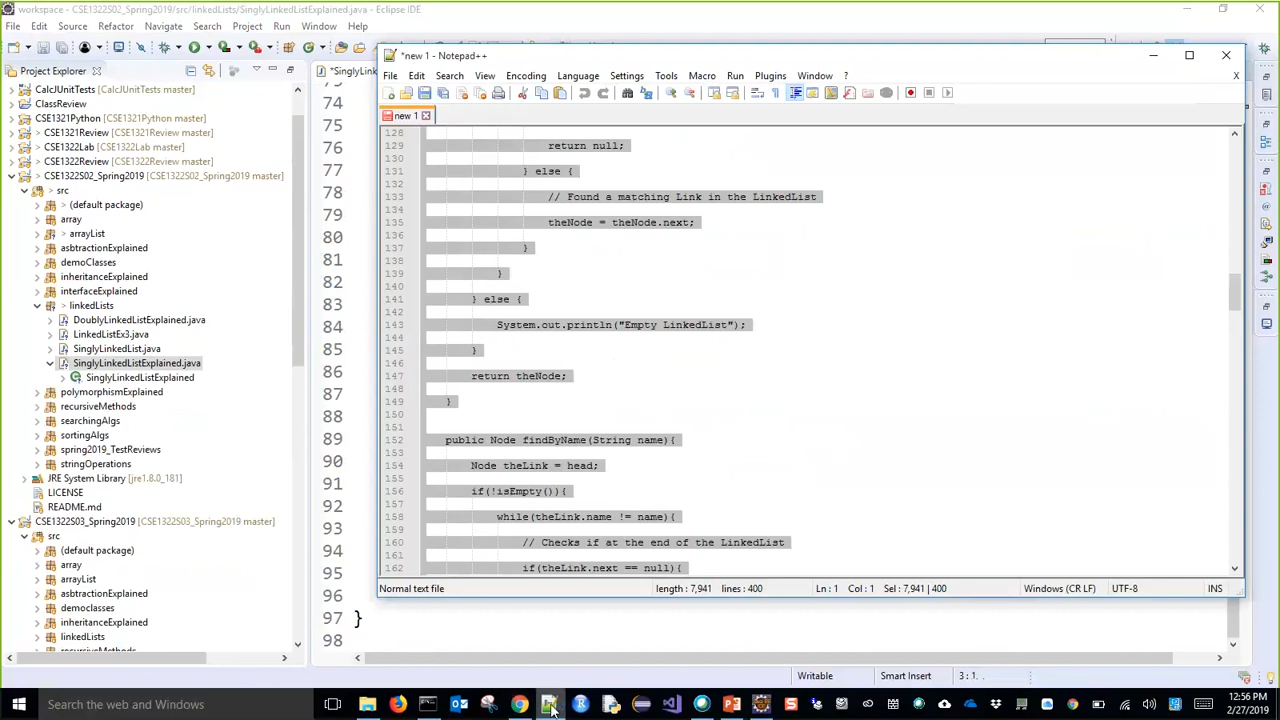 workspace - CSE1322S02_Spring2019/src/linkedLists/SinglyLinkedListExplained.java - Eclipse IDE
File Edit Source Refactor Navigate Search Project Run Window Help
Project Explorer
*SinglyLink
CalcJUnitTests [CalcJUnitTests master]
ClassReview
CSE1321Python [CSE1321Python master]
> CSE1321Review [CSE1321Review master]
> CSE1322Lab [CSE1322Lab master]
> CSE1322Review [CSE1322Review master]
> CSE1322S02_Spring2019 [CSE1322S02_Spring2019 master]
> src
> (default package)
array
> arrayList
asbtractionExplained
demoClasses
inheritanceExplained
interfaceExplained
> linkedLists
DoublyLinkedListExplained.java
LinkedListEx3.java
SinglyLinkedList.java
SinglyLinkedListExplained.java
SinglyLinkedListExplained
polymorphismExplained
recursiveMethods
searchingAlgs
sortingAlgs
spring2019_TestReviews
stringOperations
JRE System Library [jre1.8.0_181]
LICENSE
README.md
CSE1322S03_Spring2019 [CSE1322S03_Spring2019 master]
src
(default package)
array
arrayList
asbtractionExplained
democlasses
inheritanceExplained
linkedLists
74
75
76
77
78
79
80
81
82
83
84
85
86
87
88
89
90
91
92
93
94
95
96
97 }
98
*new 1 - Notepad++
File Edit Search View Encoding Language Settings Tools Macro Run Plugins Window ? X
new 1
128
129 return null;
130
131 } else {
132
133 // Found a matching Link in the LinkedList
134
135 theNode = theNode.next;
136
137 }
138
139 }
140
141 } else {
142
143 System.out.println("Empty LinkedList");
144
145 }
146
147 return theNode;
148
149 }
150
151
152 public Node findByName(String name){
153
154 Node theLink = head;
155
156 if(!isEmpty()){
157
158 while(theLink.name != name){
159
160 // Checks if at the end of the LinkedList
161
162 if(theLink.next == null){
Normal text file length : 7,941 lines : 400 Ln : 1 Col : 1 Sel : 7,941 | 400 Windows (CR LF) UTF-8 INS
Writable Smart Insert 3 : 1
Search the web and Windows
12:56 PM
2/27/2019